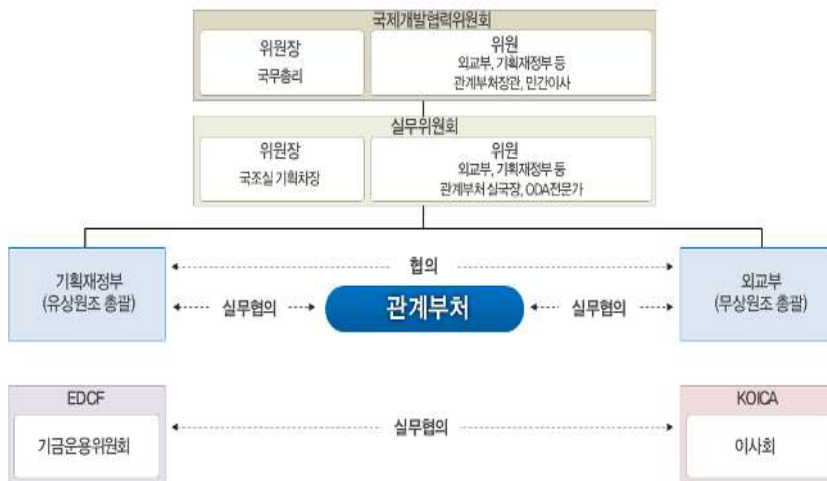 국제개발협력위원회
위원장
국무총리
위원
외교부, 기획재정부 등
관계부처장관, 민간이사
실무위원회
위원장
국조실 기획차장
위원
외교부, 기획재정부 등
관계부처 실국장, ODA전문가
기획재정부
(유상원조 총괄)
협의
실무협의
관계부처
실무협의
외교부
(무상원조 총괄)
EDCF
기금운용위원회
실무협의
KOICA
이사회